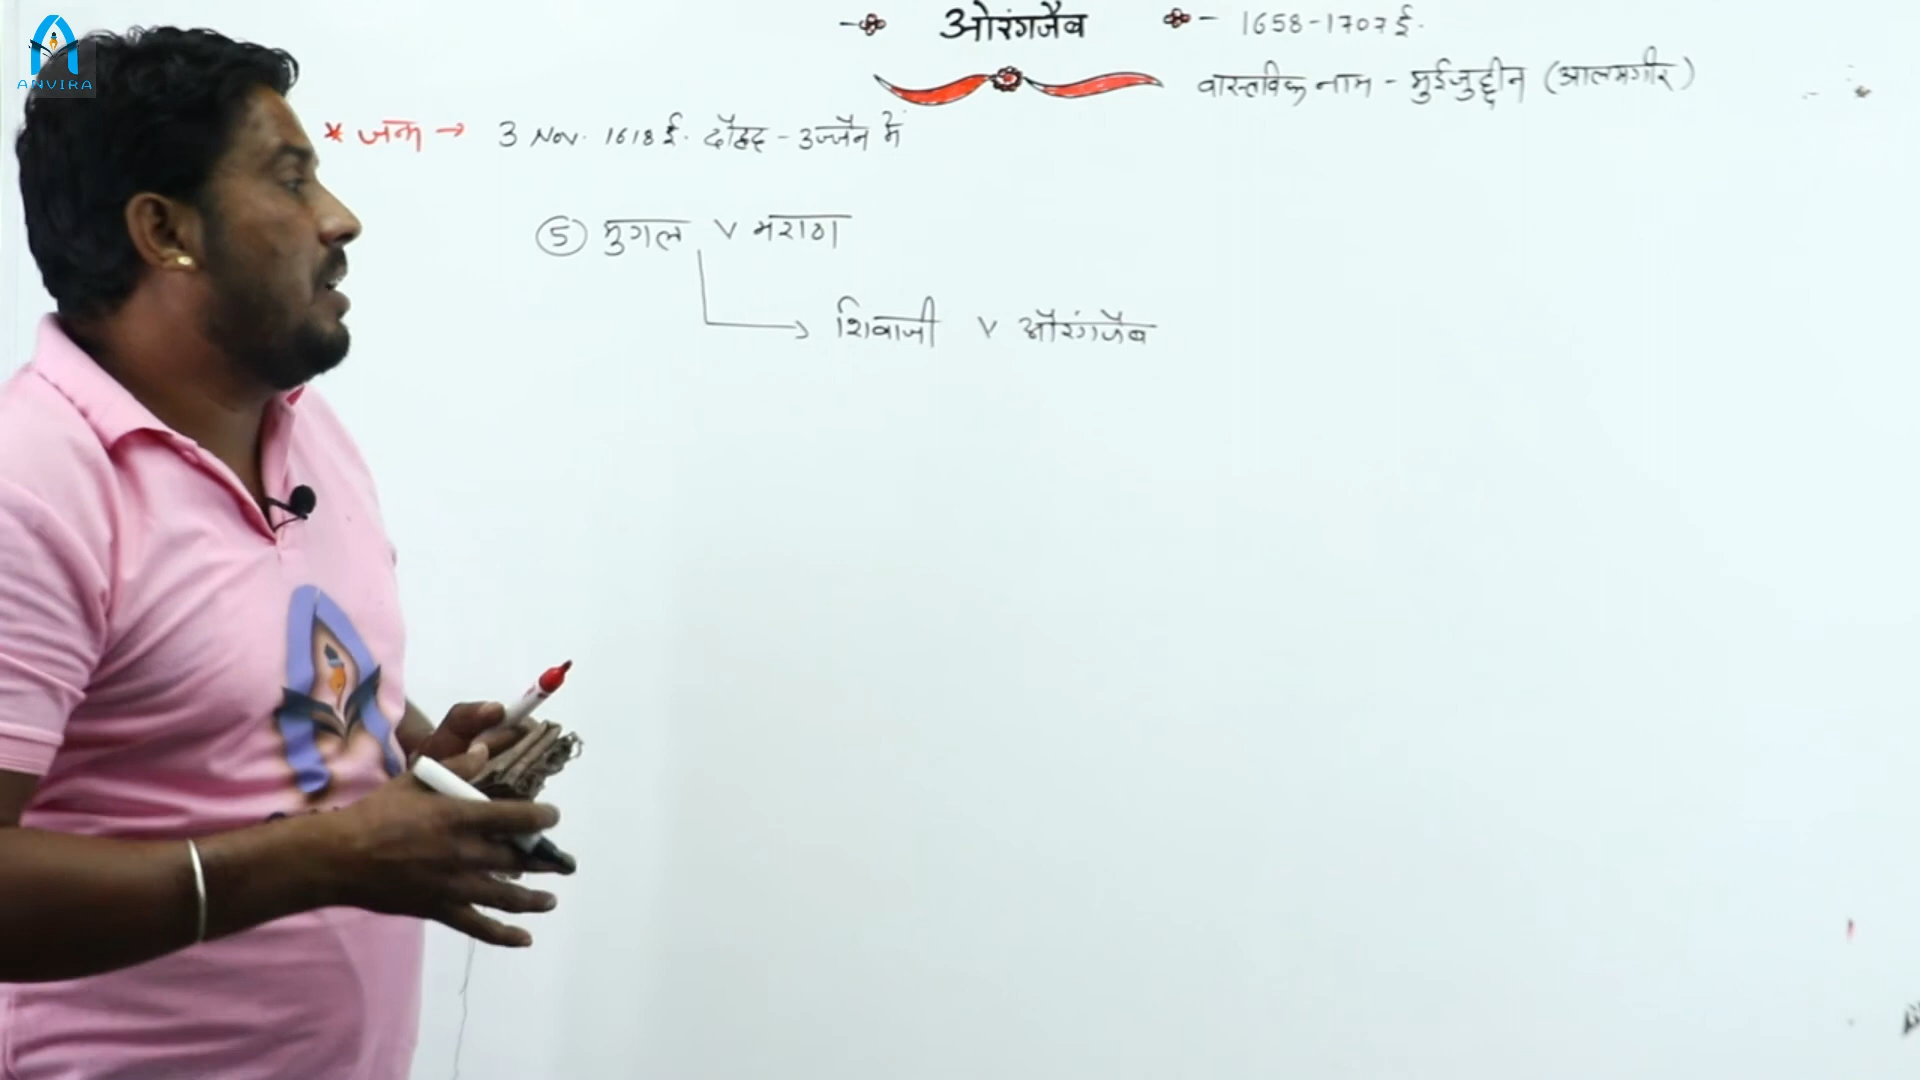 ANVIRA
ओरंगजेब - 1658-1707 ई.
वास्तविक नाम - मुईजुद्दीन (आलमगीर)
* जन्म → 3 Nov. 1618 ई. दोहद - उज्जैन में
⑤ मुगल V मराठा
शिवाजी V औरंगजेब